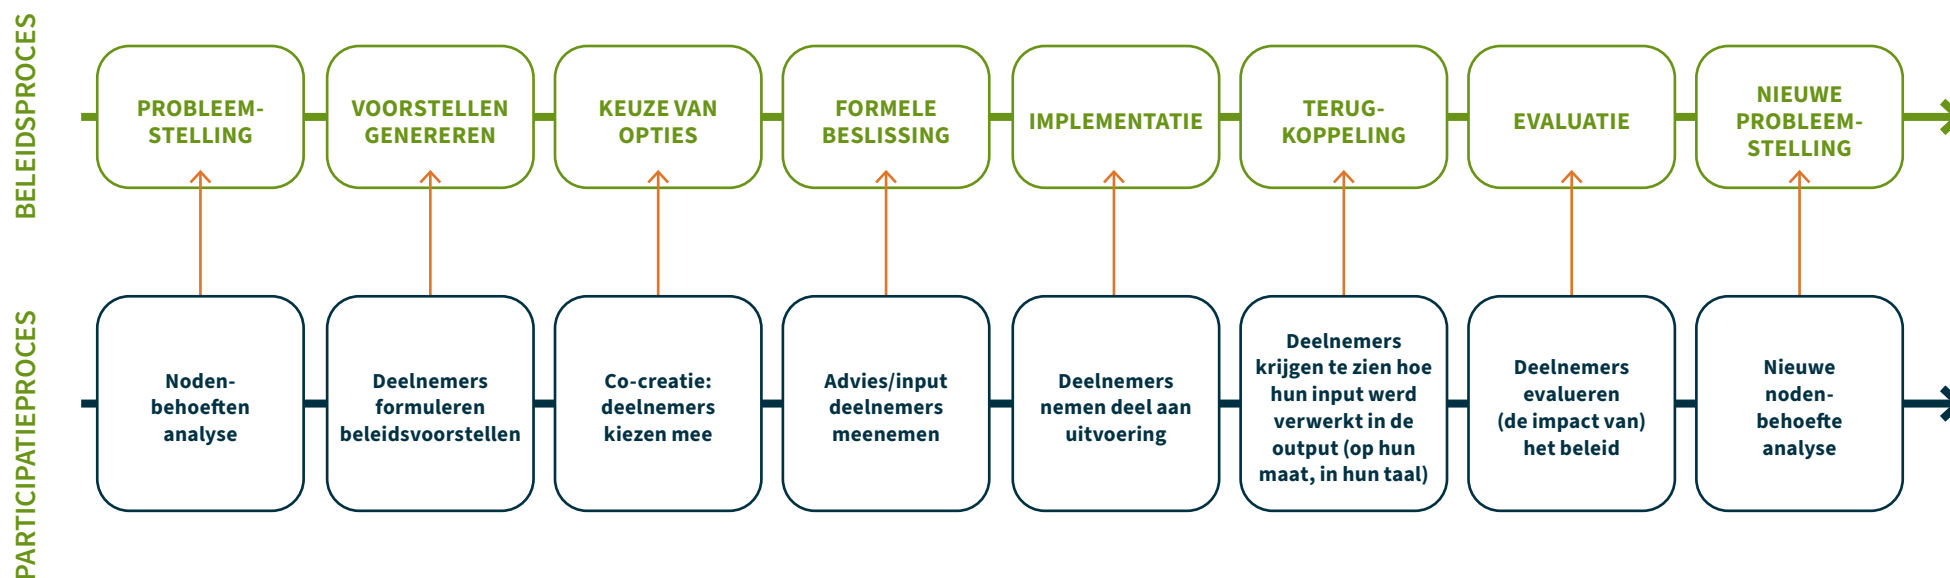 BELEIDSPROCES
PROBLEEM-
STELLING
VOORSTELLEN
GENEREREN
KEUZE VAN
OPTIES
FORMELE
BESLISSING
IMPLEMENTATIE
TERUG-
KOPPELING
EVALUATIE
NIEUWE
PROBLEEM-
STELLING
PARTICIPATIEPROCES
Noden-
behoeften
analyse
Deelnemers
formuleren
beleidsvoorstellen
Co-creatie:
deelnemers
kiezen mee
Advies/input
deelnemers
meenemen
Deelnemers
nemen deel aan
uitvoering
Deelnemers
krijgen te zien hoe
hun input werd
verwerkt in de
output (op hun
maat, in hun taal)
Deelnemers
evalueren
(de impact van)
het beleid
Nieuwe
noden-
behoefte
analyse